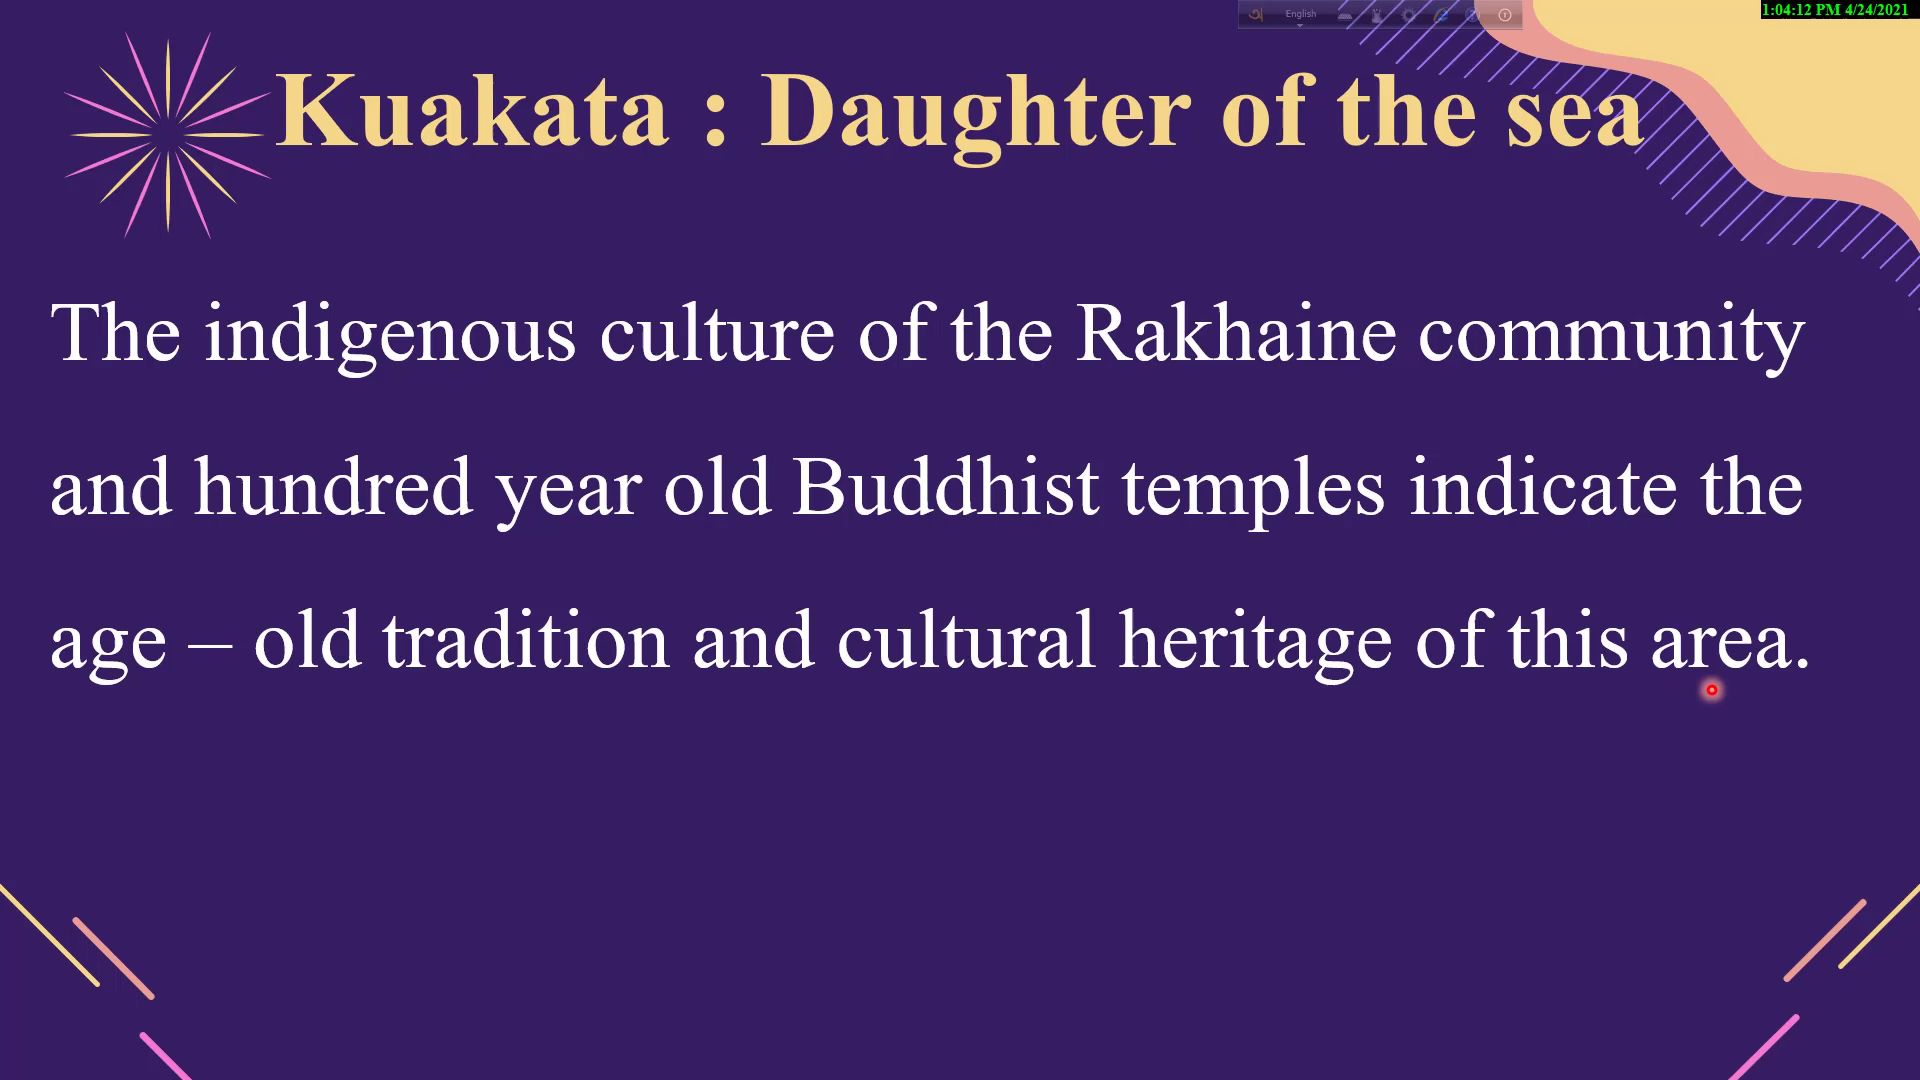 অ English
1:04:12 PM 4/24/2021
Kuakata : Daughter of the sea
The indigenous culture of the Rakhaine community
and hundred year old Buddhist temples indicate the
age – old tradition and cultural heritage of this area.